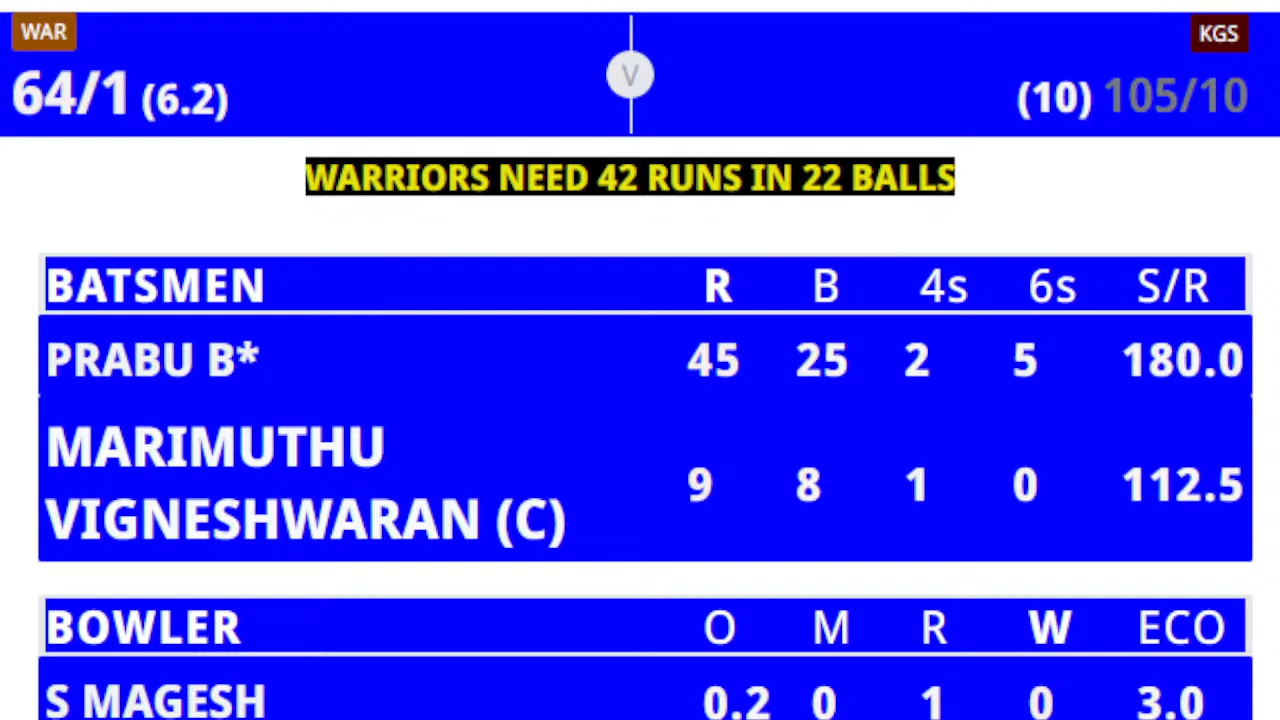 WAR KGS
64/1 (6.2) V (10) 105/10
WARRIORS NEED 42 RUNS IN 22 BALLS
BATSMEN R B 4s 6s S/R
PRABU B* 45 25 2 5 180.0
MARIMUTHU
VIGNESHWARAN (C) 9 8 1 0 112.5
BOWLER O M R W ECO
S MAGESH 0.2 0 1 0 3.0